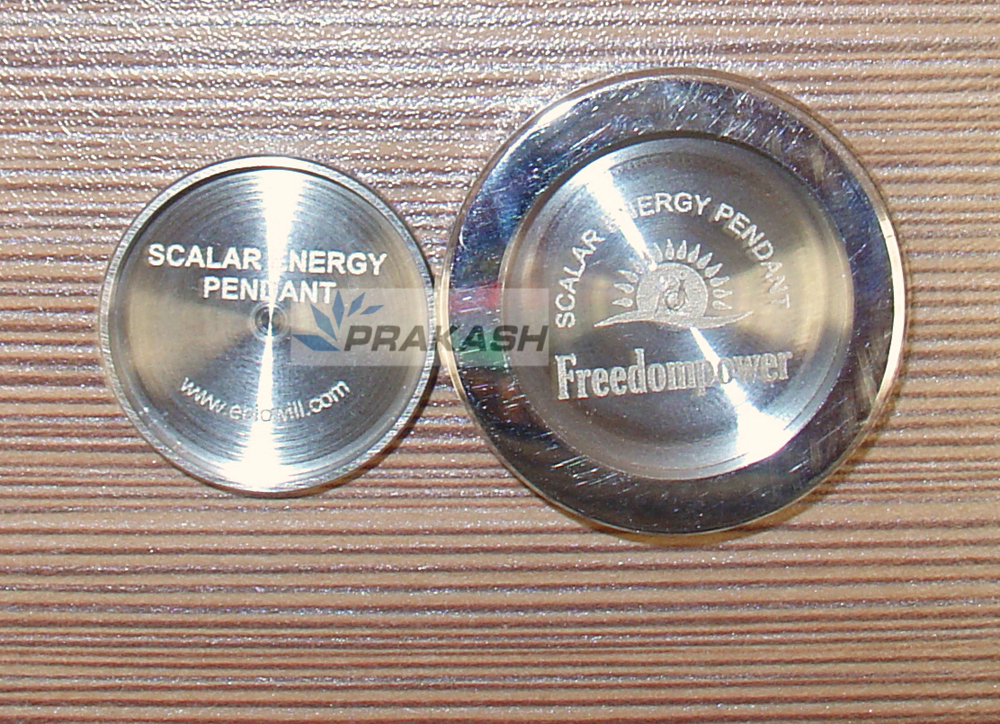 SCALAR ENERGY
PENDANT
PRAKASH
SCALAR ENERGY PENDANT
Freedompower